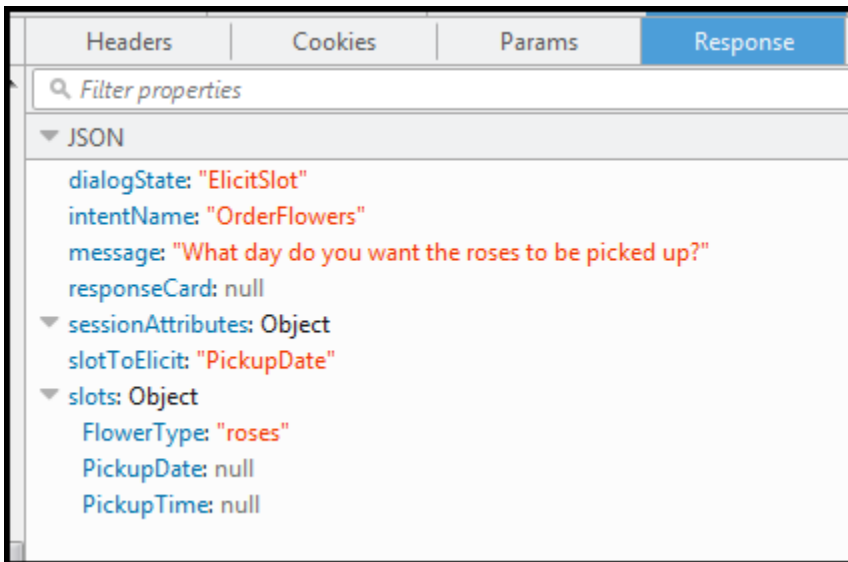 Headers Cookies Params Response
Filter properties
JSON
dialogState: "ElicitSlot"
intentName: "OrderFlowers"
message: "What day do you want the roses to be picked up?"
responseCard: null
sessionAttributes: Object
slotToElicit: "PickupDate"
slots: Object
FlowerType: "roses"
PickupDate: null
PickupTime: null